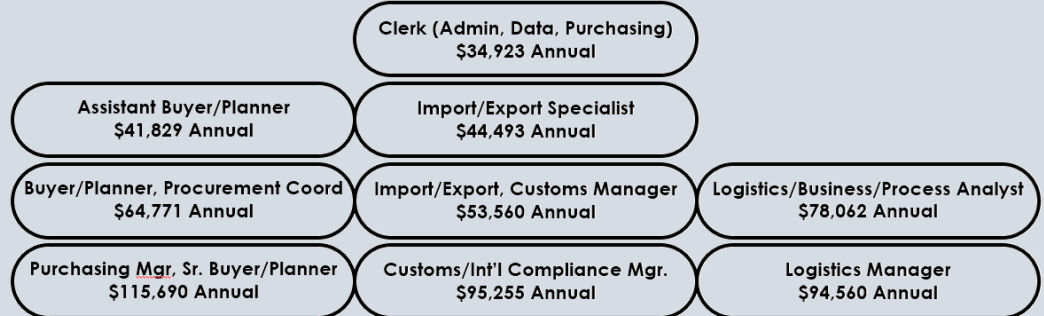 Clerk (Admin, Data, Purchasing)
$34,923 Annual
Assistant Buyer/Planner
$41,829 Annual
Import/Export Specialist
$44,493 Annual
Buyer/Planner, Procurement Coord
$64,771 Annual
Import/Export, Customs Manager
$53,560 Annual
Logistics/Business/Process Analyst
$78,062 Annual
Purchasing Mgr, Sr. Buyer/Planner
$115,690 Annual
Customs/Int'l Compliance Mgr.
$95,255 Annual
Logistics Manager
$94,560 Annual